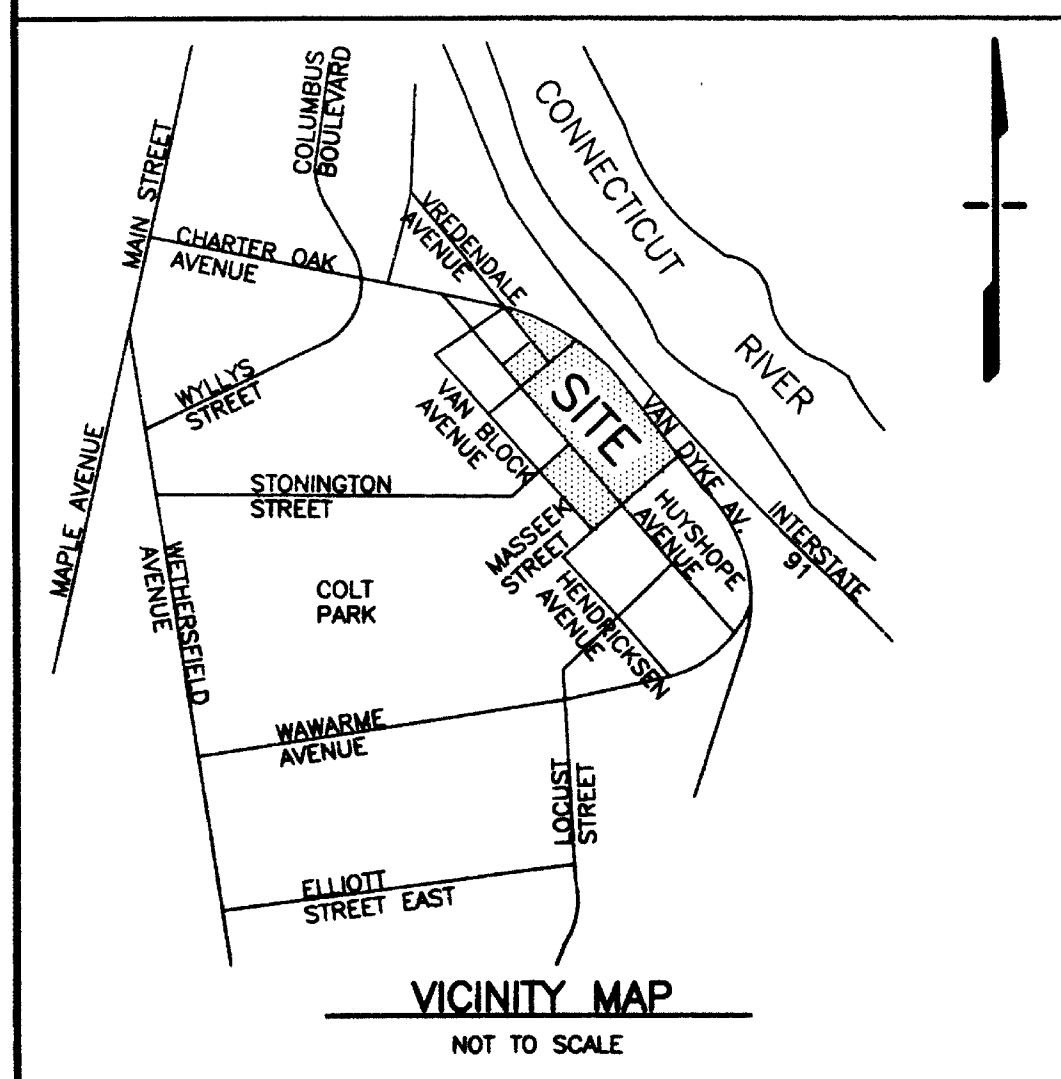 COLUMBUS
BOULEVARD
MAIN STREET
CHARTER OAK
AVENUE
VREDENDALE
AVENUE
CONNECTICUT
RIVER
WYLLYS
STREET
VAN BLOCK
AVENUE
SITE
VAN DYKE AV.
MAPLE AVENUE
STONINGTON
STREET
MASSEEK
STREET
HUYSHOPE
AVENUE
INTERSTATE
91
WETHERSFIELD
AVENUE
COLT
PARK
HENDRICKSEN
AVENUE
WAWARME
AVENUE
LOCUST
STREET
ELLIOTT
STREET EAST
VICINITY MAP
NOT TO SCALE